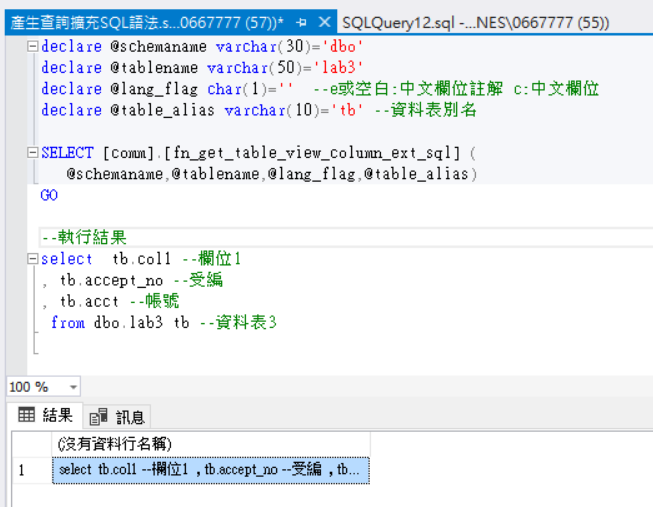 產生查詢擴充SQL語法.s...0667777 (57))* SQLQuery12.sql -...NES\0667777 (55))
declare @schemaname varchar(30)='dbo'
declare @tablename varchar(50)='lab3'
declare @lang_flag char(1)='' --e或空白:中文欄位註解 c:中文欄位
declare @table_alias varchar(10)='tb' --資料表別名
SELECT [comm].[fn_get_table_view_column_ext_sql] (
@schemaname,@tablename,@lang_flag,@table_alias)
GO
--執行結果
select tb.col1 --欄位1
, tb.accept_no --受編
, tb.acct --帳號
from dbo.lab3 tb --資料表3
100 %
結果 訊息
(沒有資料行名稱)
1 select tb.col1 --欄位1 , tb.accept_no --受編 , tb...